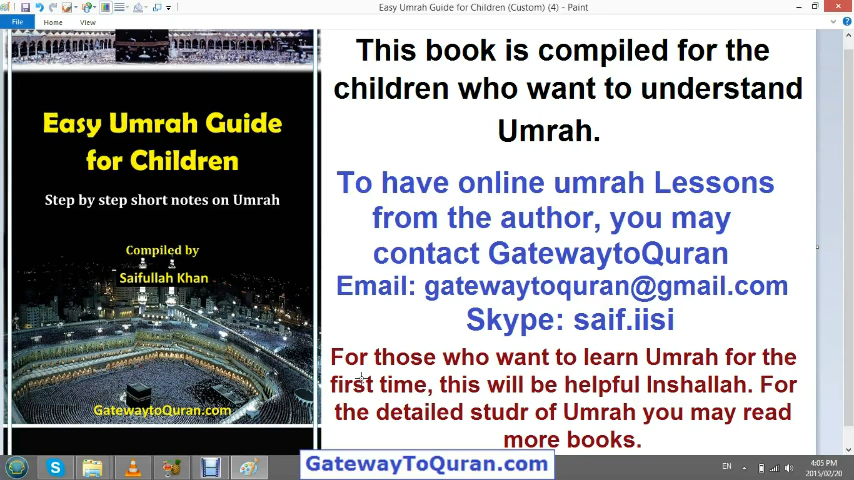 Easy Umrah Guide for Children (Custom) (4) - Paint
File
Home
View
Easy Umrah Guide
for Children
Step by step short notes on Umrah
Compiled by
Saifullah Khan
GatewaytoQuran.com
This book is compiled for the
children who want to understand
Umrah.
To have online umrah Lessons
from the author, you may
contact GatewaytoQuran
Email: gatewaytoquran@gmail.com
Skype: saif.iisi
For those who want to learn Umrah for the
first time, this will be helpful Inshallah. For
the detailed studr of Umrah you may read
more books.
GatewayToQuran.com
EN
4:05 PM
2015/02/20